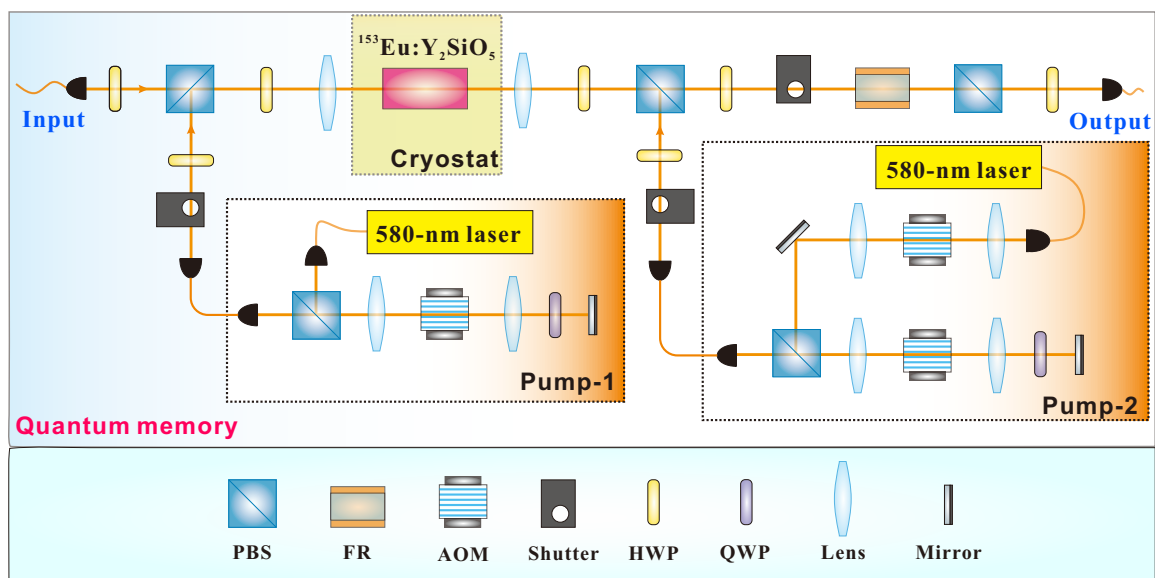 ¹⁵³Eu:Y₂SiO₅
Input
Output
Cryostat
580-nm laser
580-nm laser
Pump-1
Pump-2
Quantum memory
PBS
FR
AOM
Shutter
HWP
QWP
Lens
Mirror